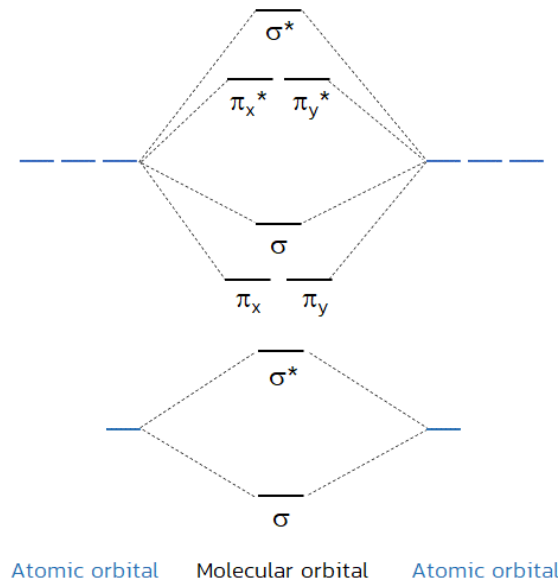 σ*
πx* πy*
σ
πx πy
σ*
σ
Atomic orbital Molecular orbital Atomic orbital